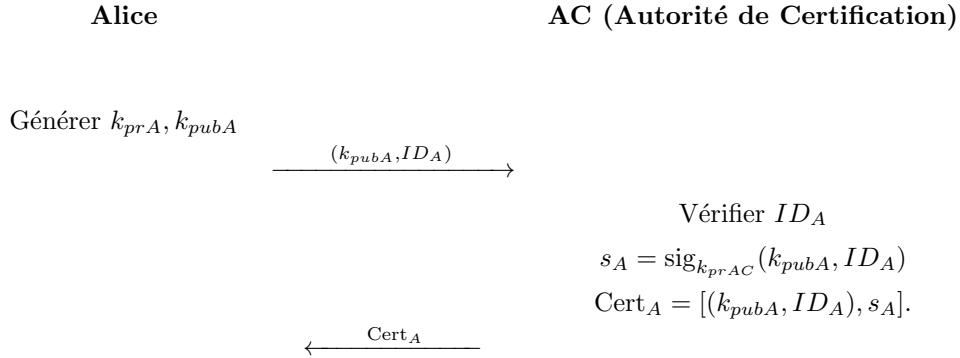 Alice AC (Autorité de Certification)
Générer k_{prA}, k_{pubA}
(k_{pubA}, ID_A)
Vérifier ID_A
s_A = sig_{k_{prAC}}(k_{pubA}, ID_A)
Cert_A = [(k_{pubA}, ID_A), s_A].
Cert_A